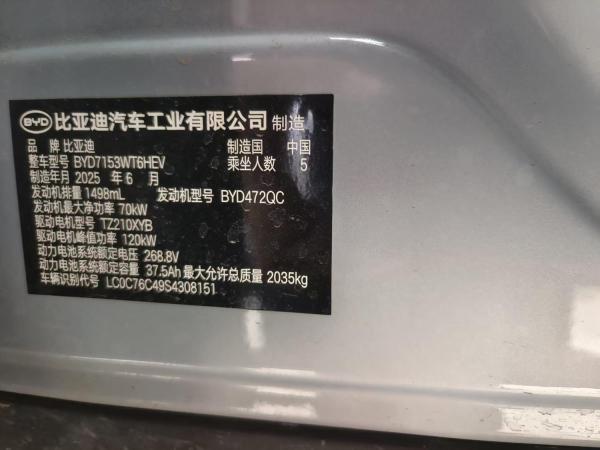 BYD 比亚迪汽车工业有限公司 制造
品 牌 比亚迪 制造国 中国
整车型号 BYD7153WT6HEV 乘坐人数 5
制造年月 2025 年 6 月
发动机排量 1498mL 发动机型号 BYD472QC
发动机最大净功率 70kW
驱动电机型号 TZ210XYB
驱动电机峰值功率 120kW
动力电池系统额定电压 268.8V
动力电池系统额定容量 37.5Ah 最大允许总质量 2035kg
车辆识别代号 LC0C76C49S4308151